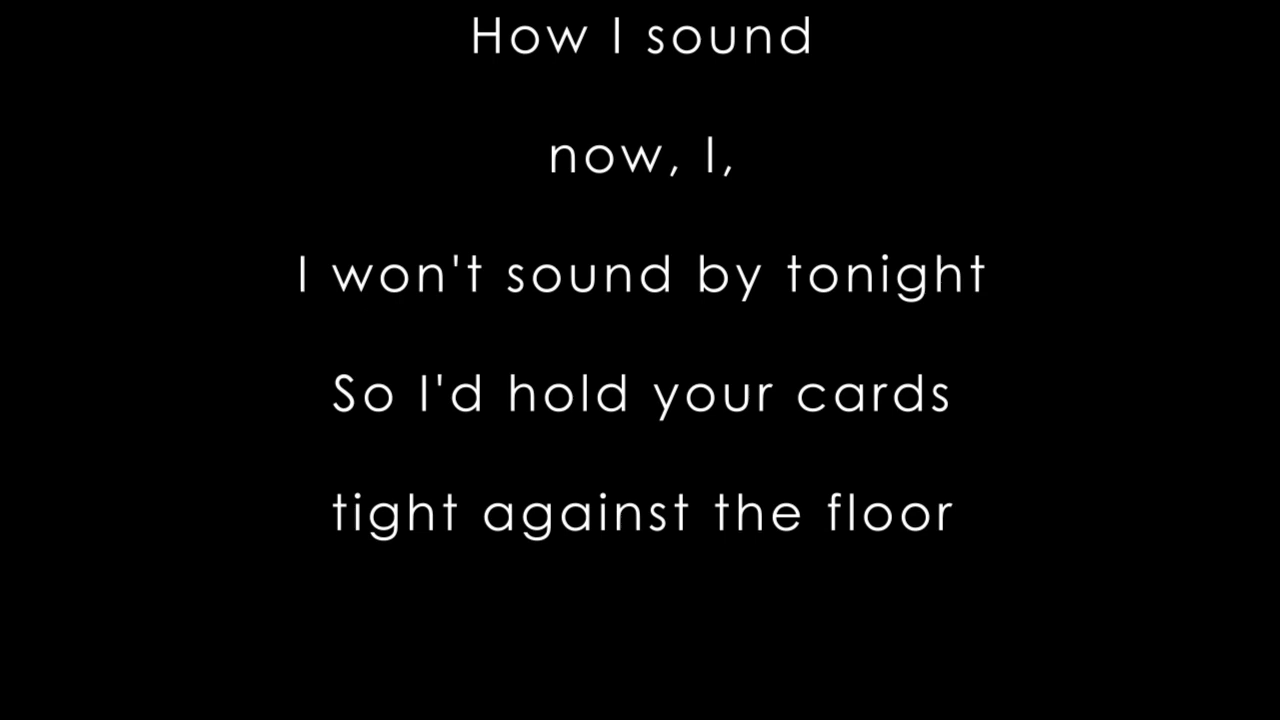 How I sound
now, I,
I won't sound by tonight
So I'd hold your cards
tight against the floor